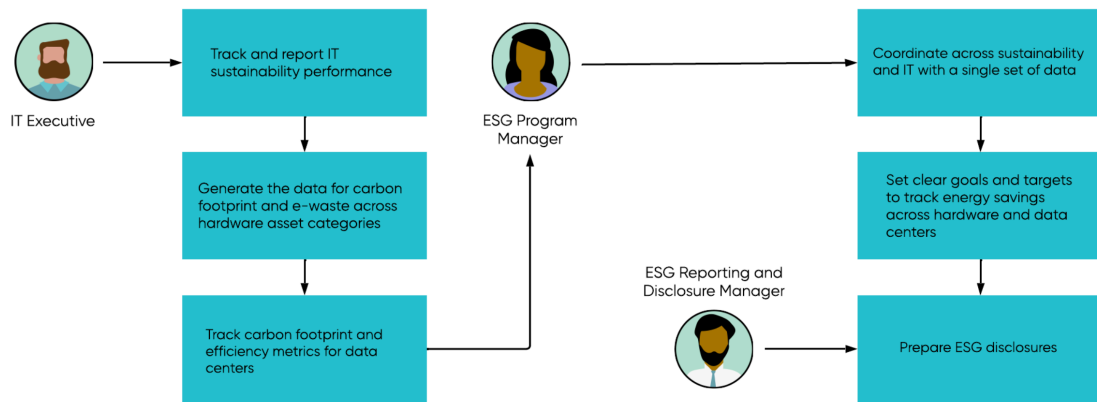 IT Executive
Track and report IT
sustainability performance
Generate the data for carbon
footprint and e-waste across
hardware asset categories
Track carbon footprint and
efficiency metrics for data
centers
ESG Program
Manager
Coordinate across sustainability
and IT with a single set of data
Set clear goals and targets
to track energy savings
across hardware and data
centers
ESG Reporting and
Disclosure Manager
Prepare ESG disclosures